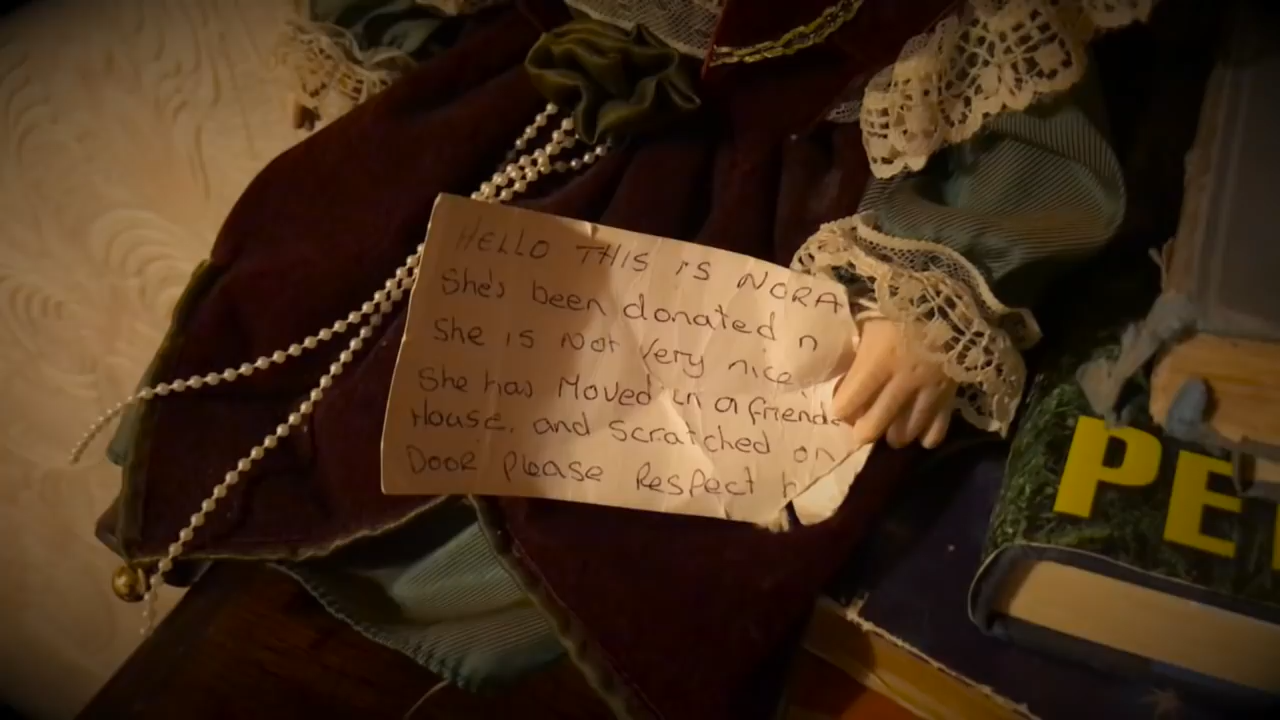 HELLO THIS IS NORA
She's been donated n
She is Not Very nice
She has Moved in a friends
House. and Scratched on
Door Please Respect h
PE